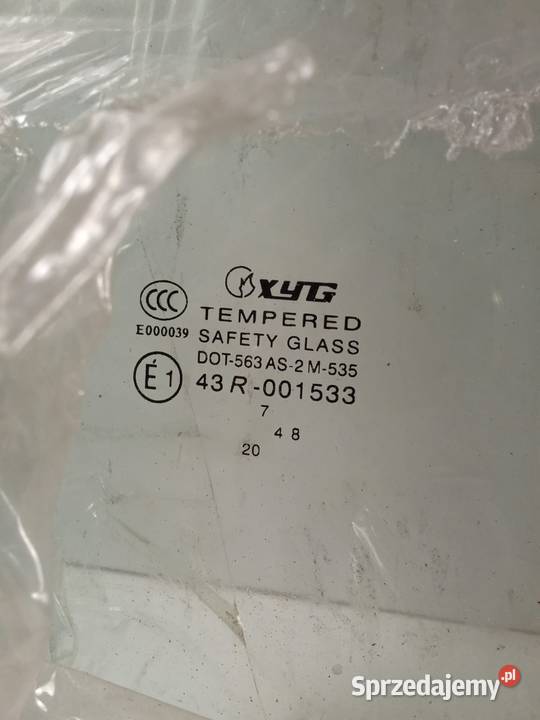 XYG
CCC
TEMPERED
E000039
SAFETY GLASS
DOT-563 AS-2 M-535
É1
43 R-001533
7
4 8
20
Sprzedajemy.pl